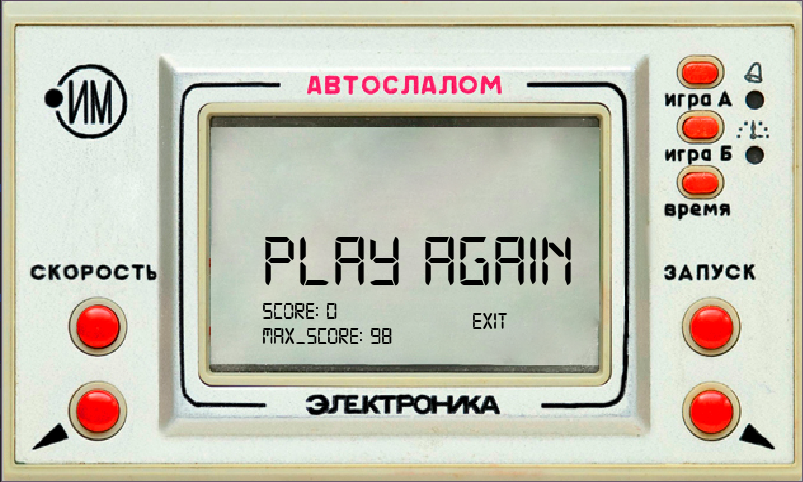 ИМ
АВТОСЛАЛОМ
игра А
игра Б
время
СКОРОСТЬ
ЗАПУСК
PLAY AGAIN
SCORE: 0
MAX_SCORE: 98
EXIT
ЭЛЕКТРОНИКА